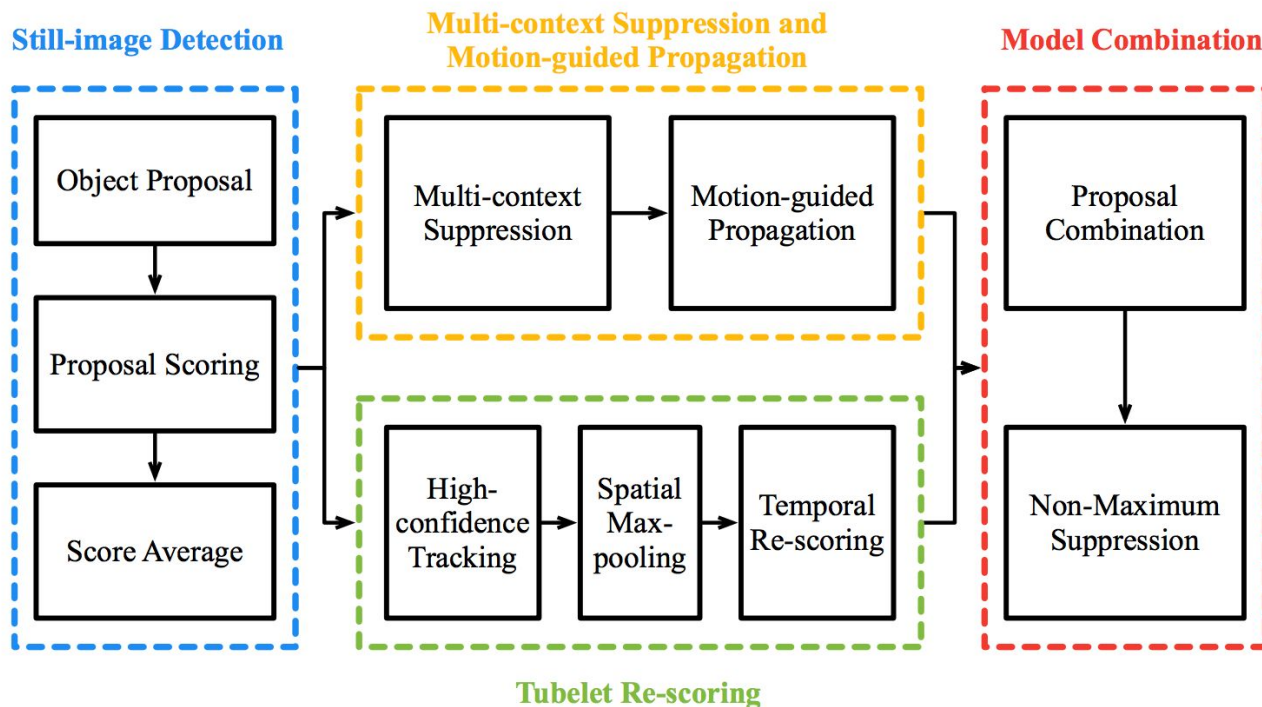 Still-image Detection
Object Proposal
Proposal Scoring
Score Average
Multi-context Suppression and
Motion-guided Propagation
Multi-context
Suppression
Motion-guided
Propagation
High-
confidence
Tracking
Spatial
Max-
pooling
Temporal
Re-scoring
Tubelet Re-scoring
Model Combination
Proposal
Combination
Non-Maximum
Suppression